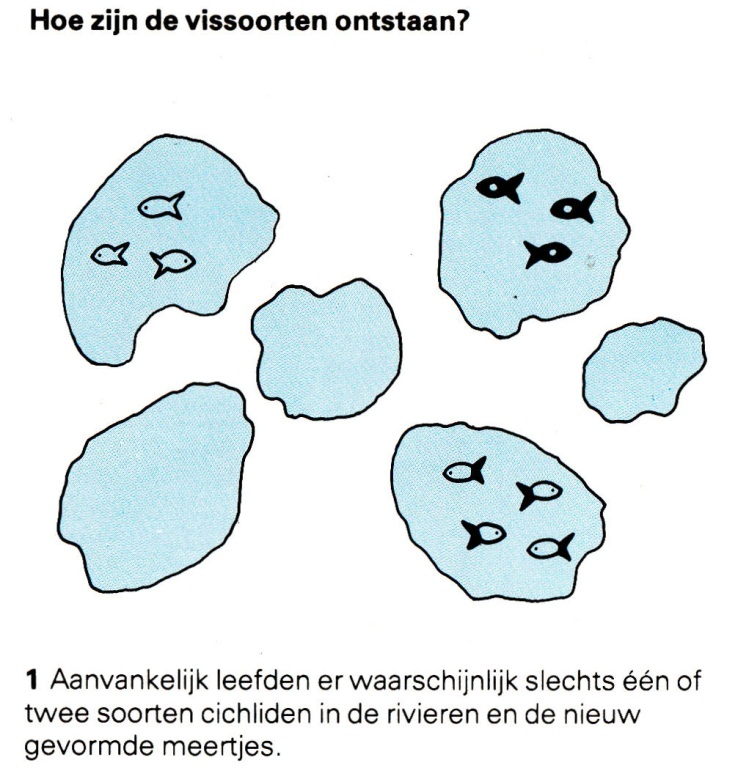 Hoe zijn de vissoorten ontstaan?
1 Aanvankelijk leefden er waarschijnlijk slechts één of
twee soorten cichliden in de rivieren en de nieuw
gevormde meertjes.